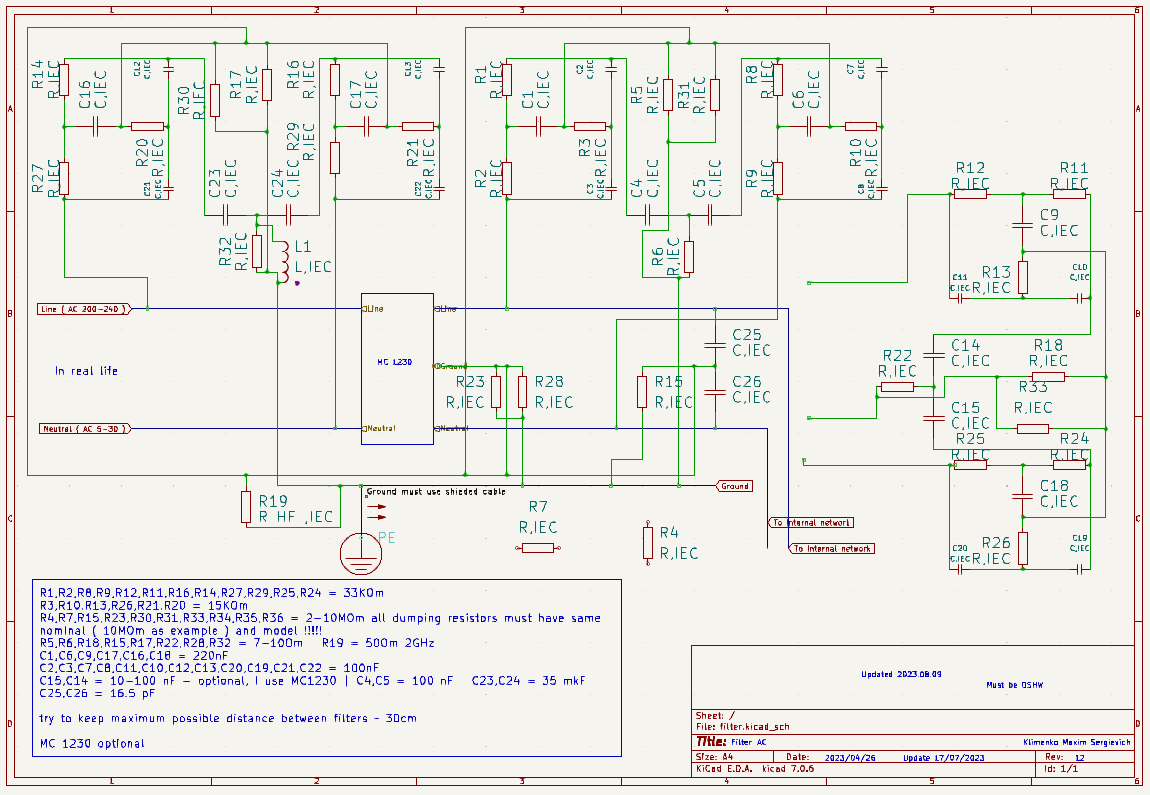 1 2 3 4 5 6
A
B
C
D
R14 R,IEC
C16 C,IEC
C12 C,IEC
R30 R,IEC
R17 R,IEC
R16 R,IEC
C17 C,IEC
C13 C,IEC
R27 R,IEC
R20 R,IEC
C21 C,IEC
C23 C,IEC
C24 C,IEC
R29 R,IEC
R21 R,IEC
C22 C,IEC
R32 R,IEC
L1 L,IEC
R1 R,IEC
C1 C,IEC
C2 C,IEC
R5 R,IEC
R31 R,IEC
R8 R,IEC
C6 C,IEC
C7 C,IEC
R2 R,IEC
R3 R,IEC
C3 C,IEC
C4 C,IEC
C5 C,IEC
R9 R,IEC
R10 R,IEC
C8 C,IEC
R6 R,IEC
R12 R,IEC
R11 R,IEC
C9 C,IEC
C11 C,IEC
R13 R,IEC
C10 C,IEC
Line ( AC 200-240 )
Line
Line
MC 1230
Ground
In real life
Neutral ( AC 5-30 )
Neutral
Neutral
R23 R,IEC
R28 R,IEC
R15 R,IEC
C25 C,IEC
C26 C,IEC
R22 R,IEC
C14 C,IEC
R18 R,IEC
R33 R,IEC
C15 C,IEC
R25 R,IEC
R24 R,IEC
C18 C,IEC
C20 C,IEC
R26 R,IEC
C19 C,IEC
Ground must use shieded cable
Ground
R19
R HF ,IEC
PE
R7
R,IEC
R4
R,IEC
To Internal network
To Internal network
R1,R2,R8,R9,R12,R11,R16,R14,R27,R29,R25,R24 = 33KOm
R3,R10,R13,R26,R21,R20 = 15KOm
R4,R7,R15,R23,R30,R31,R33,R34,R35,R36 = 2-10MOm all dumping resistors must have same
nominal ( 10MOm as example ) and model !!!!!
R5,R6,R18,R15,R17,R22,R28,R32 = 7-10Om R19 = 50Om 2GHz
C1,C6,C9,C17,C16,C18 = 220nF
C2,C3,C7,C8,C11,C10,C12,C13,C20,C19,C21,C22 = 100nF
C15,C14 = 10-100 nF - optional, I use MC1230 | C4,C5 = 100 nF C23,C24 = 35 mkF
C25,C26 = 16.5 pF
try to keep maximum possible distance between filters - 30cm
MC 1230 optional
Updated 2023.08.09
Must be OSHW
Sheet: /
File: filter.kicad_sch
Title: Filter AC Klimenko Maxim Sergievich
Size: A4 Date: 2023/04/26 Update 17/07/2023 Rev: 12
KiCad E.D.A. kicad 7.0.6 Id: 1/1
1 2 3 4 5 6
A
B
C
D